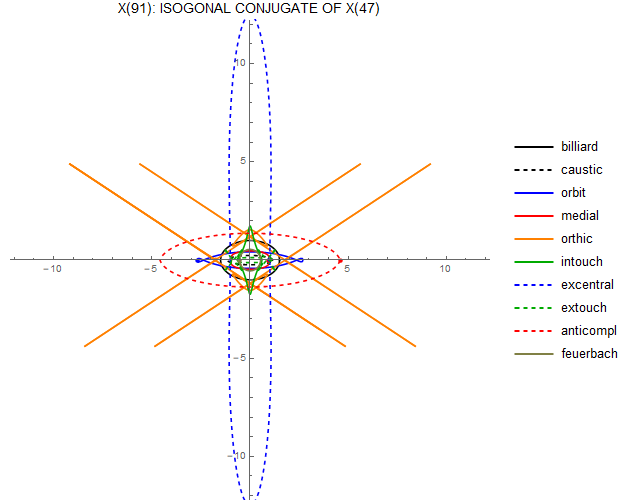 X(91): ISOGONAL CONJUGATE OF X(47)
10
5
-10
-5
5
10
-5
-10
billiard
caustic
orbit
medial
orthic
intouch
excentral
extouch
anticompl
feuerbach